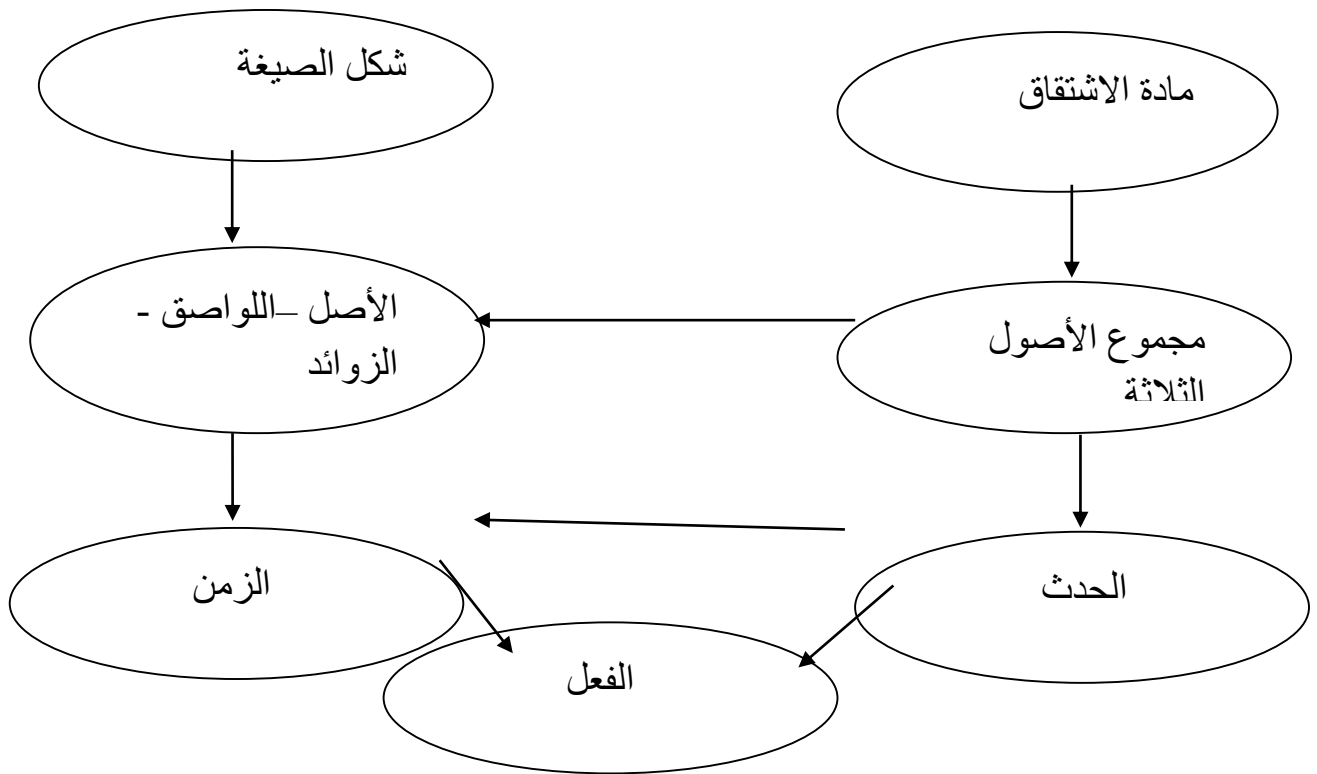 مادة الاشتقاق
شكل الصيغة
مجموع الأصول
الثلاثة
الأصل –اللواصق -
الزوائد
الحدث
الزمن
الفعل